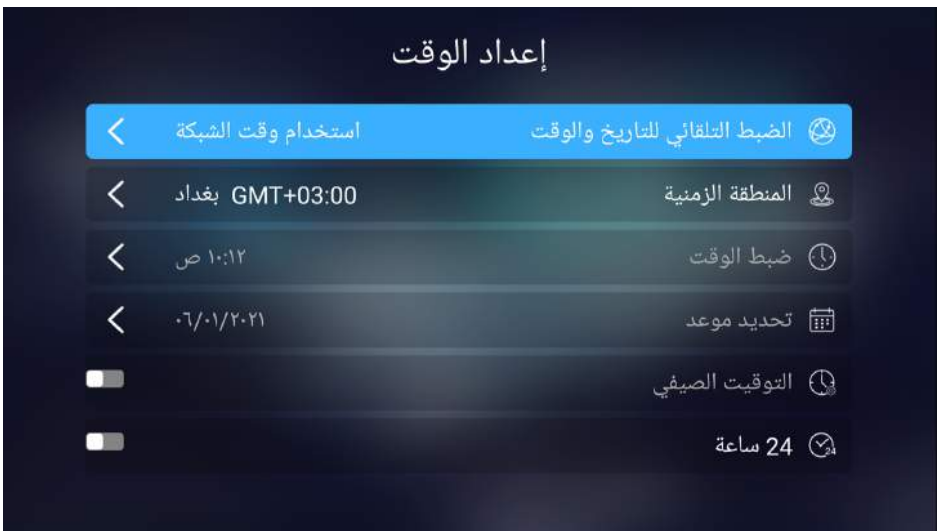 إعداد الوقت
الضبط التلقائي للتاريخ والوقت استخدام وقت الشبكة
المنطقة الزمنية GMT+03:00 بغداد
ضبط الوقت ١٠:١٢ ص
تحديد موعد ٠٦/٠١/٢٠٢١
التوقيت الصيفي
24 ساعة